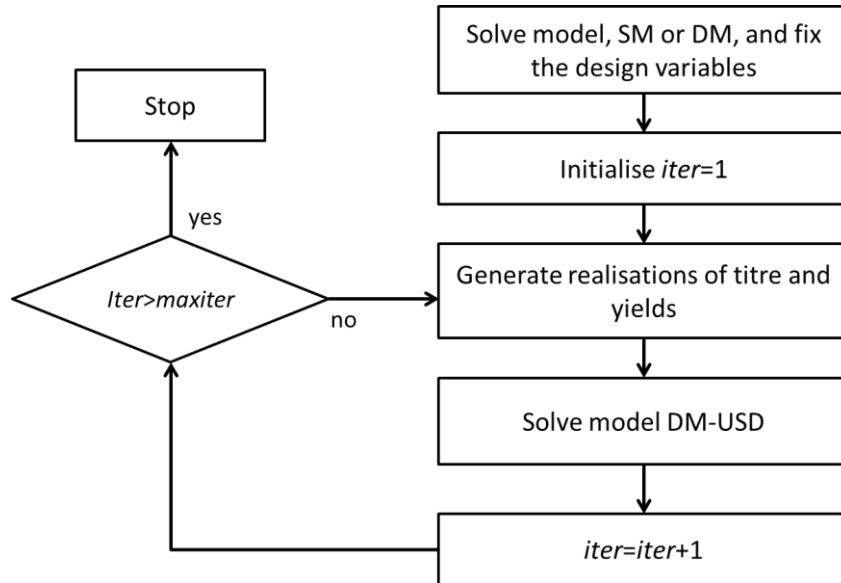 Solve model, SM or DM, and fix
the design variables
Stop
Initialise iter=1
yes
Generate realisations of titre and
yields
Iter>maxiter
no
Solve model DM-USD
iter=iter+1